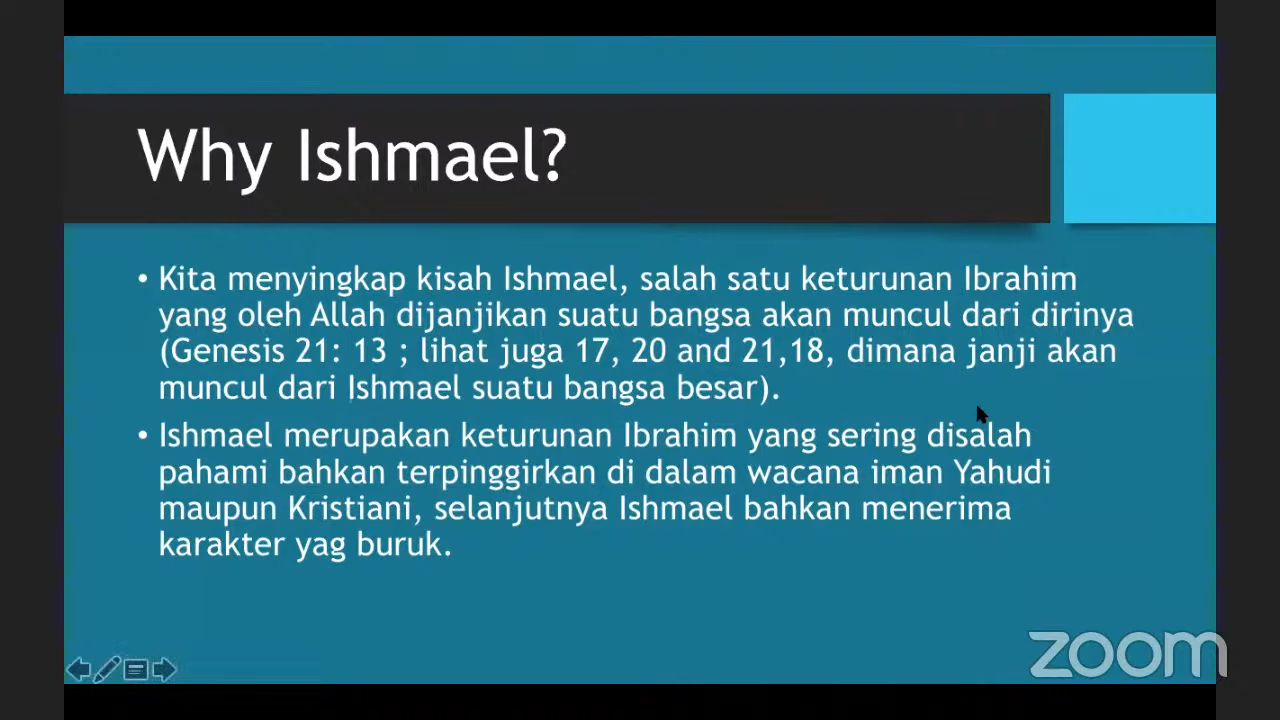 Why Ishmael?
• Kita menyingkap kisah Ishmael, salah satu keturunan Ibrahim
yang oleh Allah dijanjikan suatu bangsa akan muncul dari dirinya
(Genesis 21: 13 ; lihat juga 17, 20 and 21,18, dimana janji akan
muncul dari Ishmael suatu bangsa besar).
• Ishmael merupakan keturunan Ibrahim yang sering disalah
pahami bahkan terpinggirkan di dalam wacana iman Yahudi
maupun Kristiani, selanjutnya Ishmael bahkan menerima
karakter yag buruk.
zoom